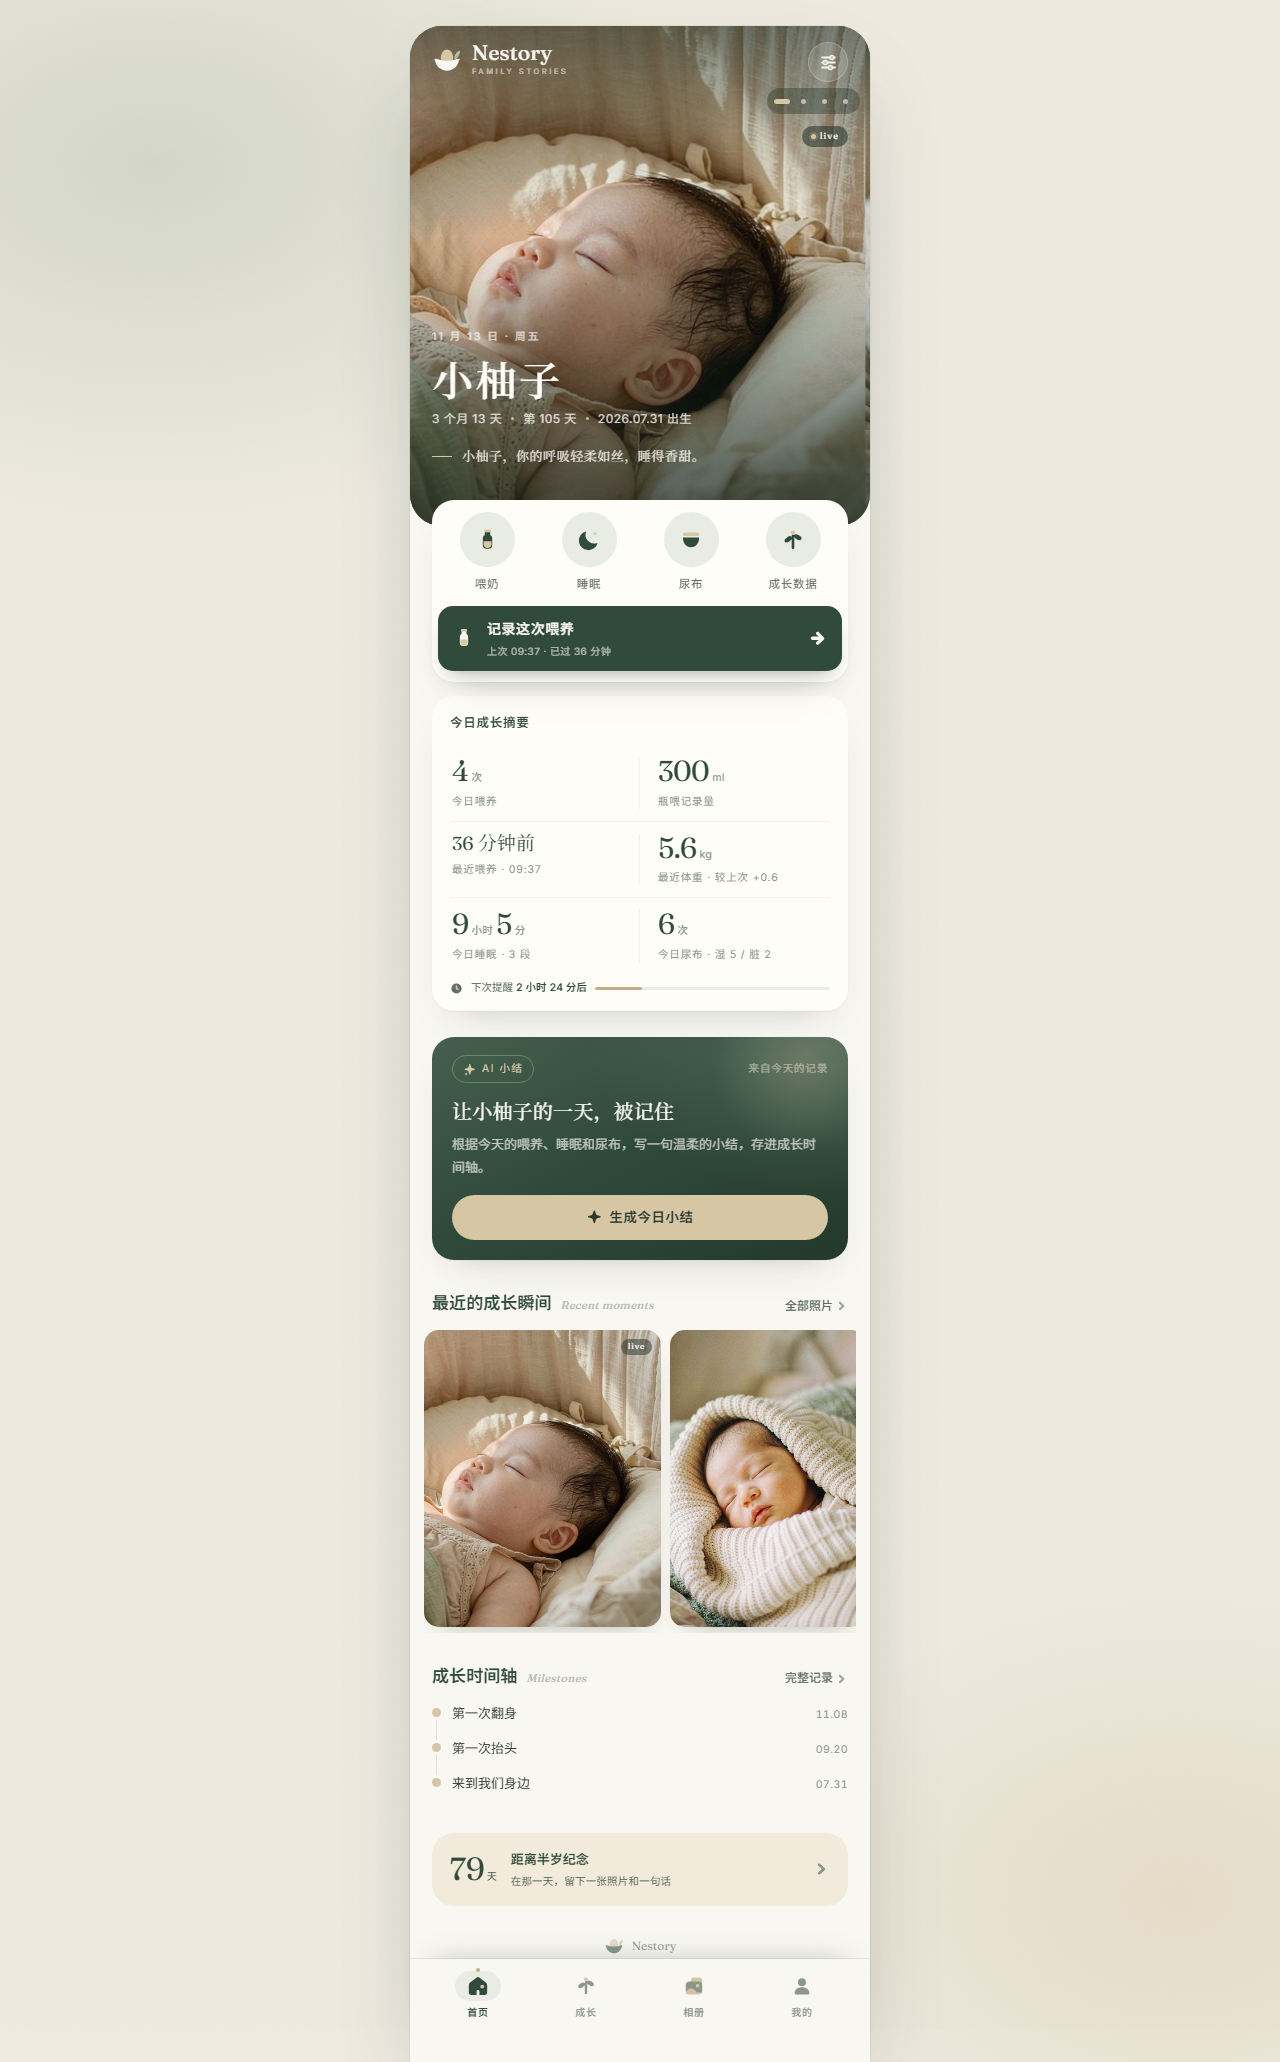 Nestory
FAMILY STORIES
live
11 月 13 日 · 周五
小柚子
3 个月 13 天 · 第 105 天 · 2026.07.31 出生
小柚子，你的呼吸轻柔如丝，睡得香甜。
喂奶 睡眠 尿布 成长数据
记录这次喂养
上次 09:37 · 已过 36 分钟
今日成长摘要
4 次 300 ml
今日喂养 瓶喂记录量
36 分钟前 5.6 kg
最近喂养 · 09:37 最近体重 · 较上次 +0.6
9 小时 5 分 6 次
今日睡眠 · 3 段 今日尿布 · 湿 5 / 脏 2
下次提醒 2 小时 24 分后
AI 小结 来自今天的记录
让小柚子的一天，被记住
根据今天的喂养、睡眠和尿布，写一句温柔的小结，存进成长时
间轴。
生成今日小结
最近的成长瞬间 Recent moments 全部照片
live
成长时间轴 Milestones 完整记录
第一次翻身 11.08
第一次抬头 09.20
来到我们身边 07.31
79 天 距离半岁纪念
在那一天，留下一张照片和一句话
Nestory
首页 成长 相册 我的